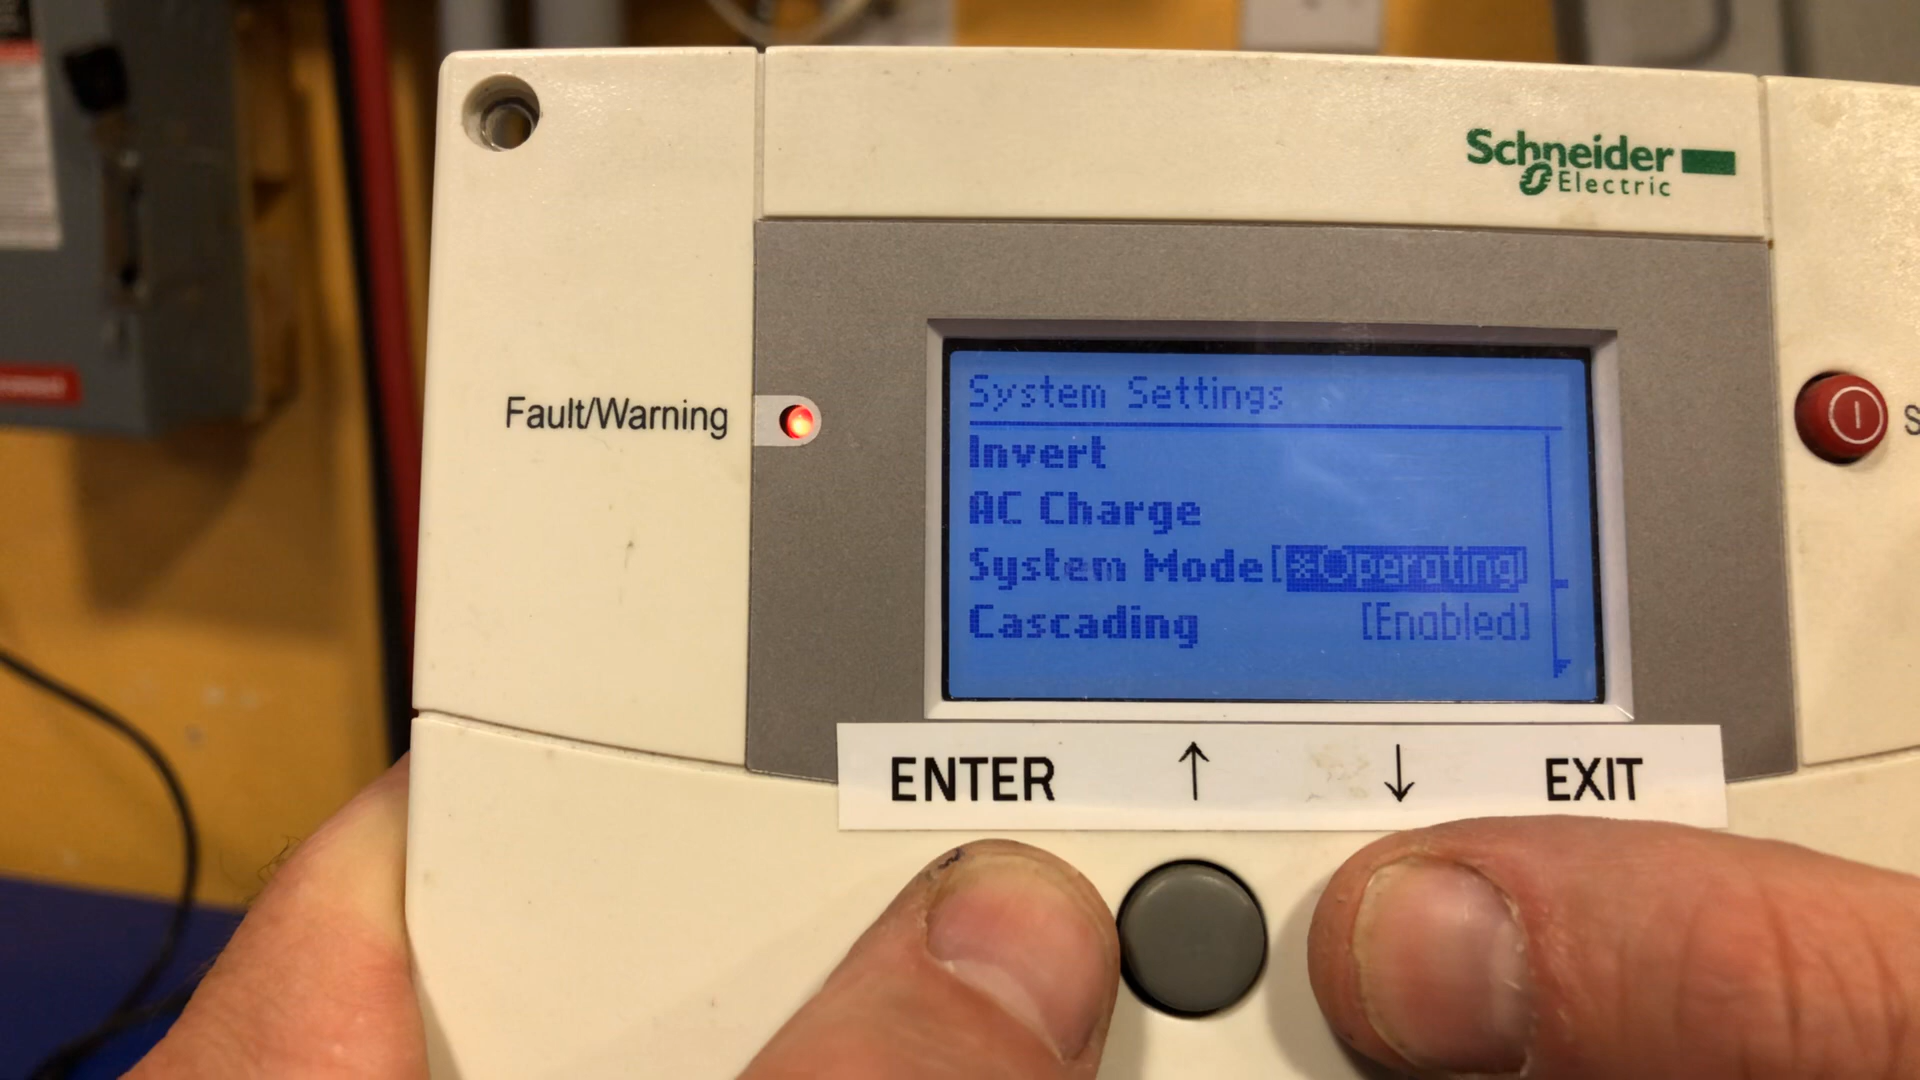 Schneider
Electric
Fault/Warning
System Settings
Invert
AC Charge
System Mode[※Operating]
Cascading [Enabled]
ENTER ↑ ↓ EXIT